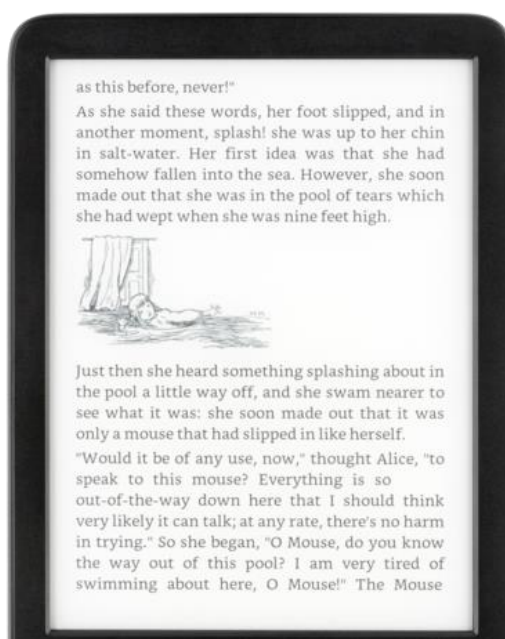 as this before, never!"
As she said these words, her foot slipped, and in
another moment, splash! she was up to her chin
in salt-water. Her first idea was that she had
somehow fallen into the sea. However, she soon
made out that she was in the pool of tears which
she had wept when she was nine feet high.
Just then she heard something splashing about in
the pool a little way off, and she swam nearer to
see what it was: she soon made out that it was
only a mouse that had slipped in like herself.
"Would it be of any use, now," thought Alice, "to
speak to this mouse? Everything is so
out-of-the-way down here that I should think
very likely it can talk; at any rate, there's no harm
in trying." So she began, "O Mouse, do you know
the way out of this pool? I am very tired of
swimming about here, O Mouse!" The Mouse